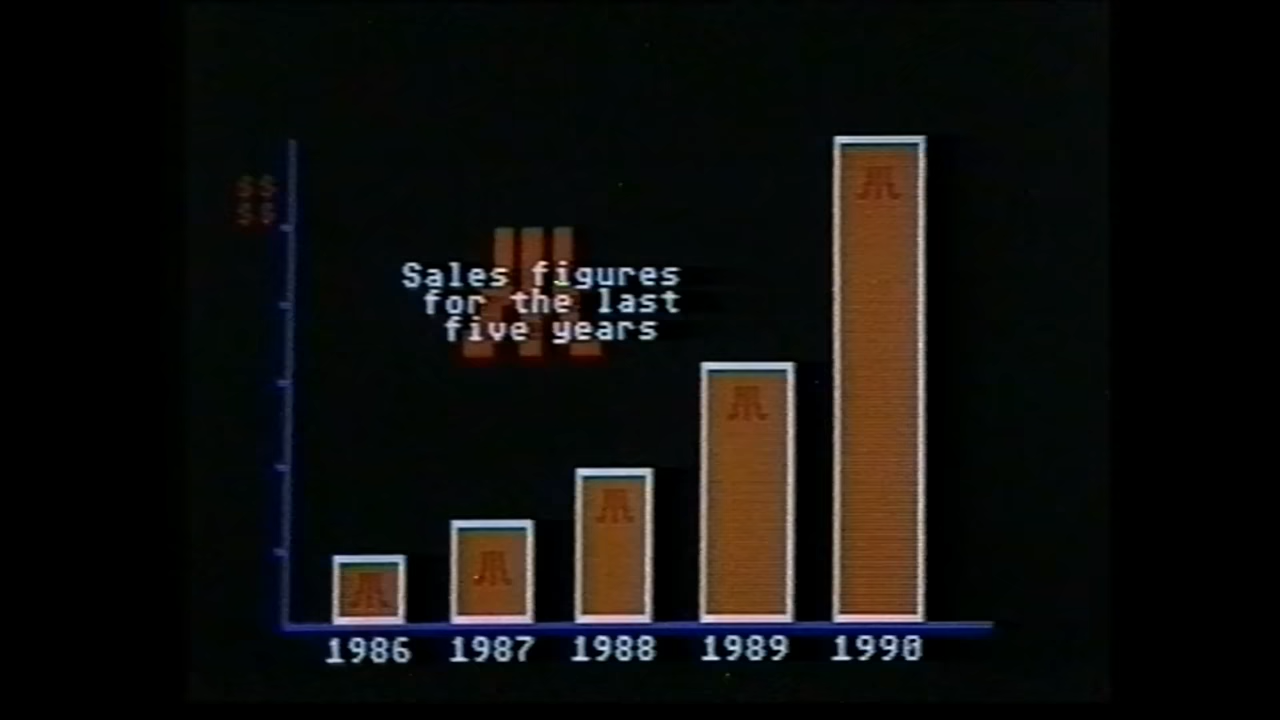 $$
$$
Sales figures
for the last
five years
1986
1987
1988
1989
1990